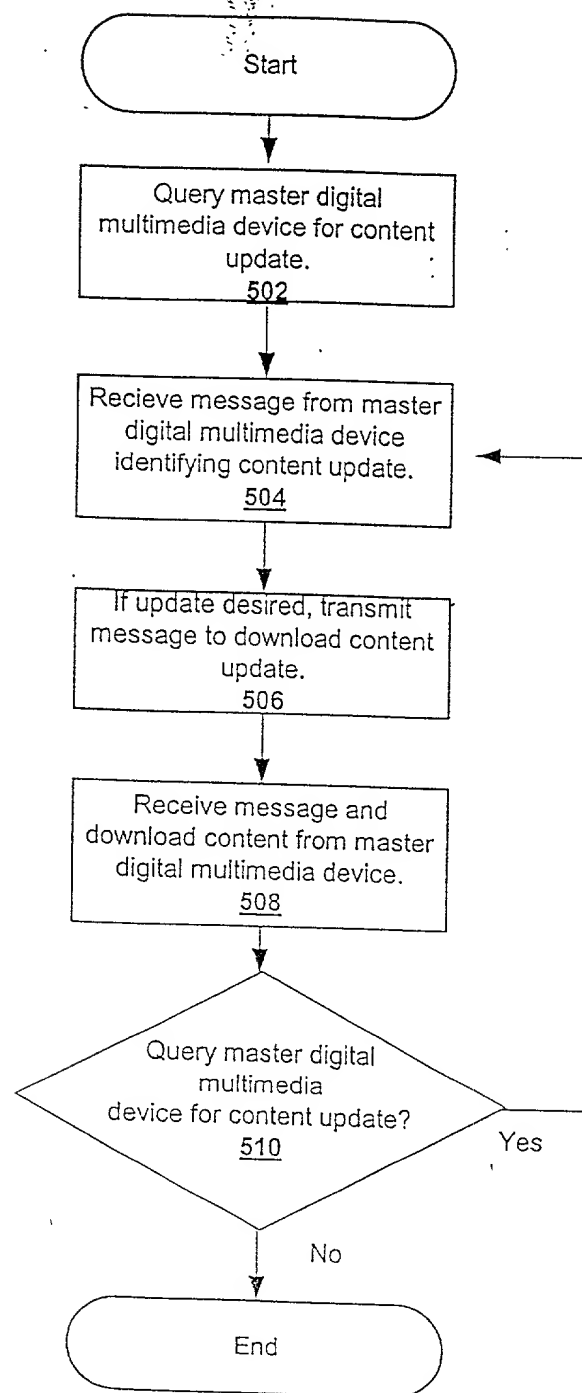 Start
Query master digital
multimedia device for content
update.
502
Recieve message from master
digital multimedia device
identifying content update.
504
If update desired, transmit
message to download content
update.
506
Receive message and
download content from master
digital multimedia device.
508
Query master digital
multimedia
device for content update?
510
Yes
No
End